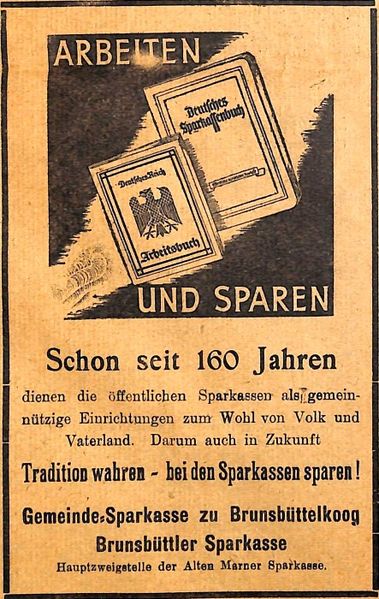 ARBEITEN
Deutsches
Sparkassenbuch
Deutsches Reich
Arbeitsbuch
UND SPAREN
Schon seit 160 Jahren
dienen die öffentlichen Sparkassen als gemein-
nützige Einrichtungen zum Wohl von Volk und
Vaterland. Darum auch in Zukunft
Tradition wahren - bei den Sparkassen sparen!
Gemeinde-Sparkasse zu Brunsbüttelkoog
Brunsbüttler Sparkasse
Hauptzweigstelle der Alten Marner Sparkasse.